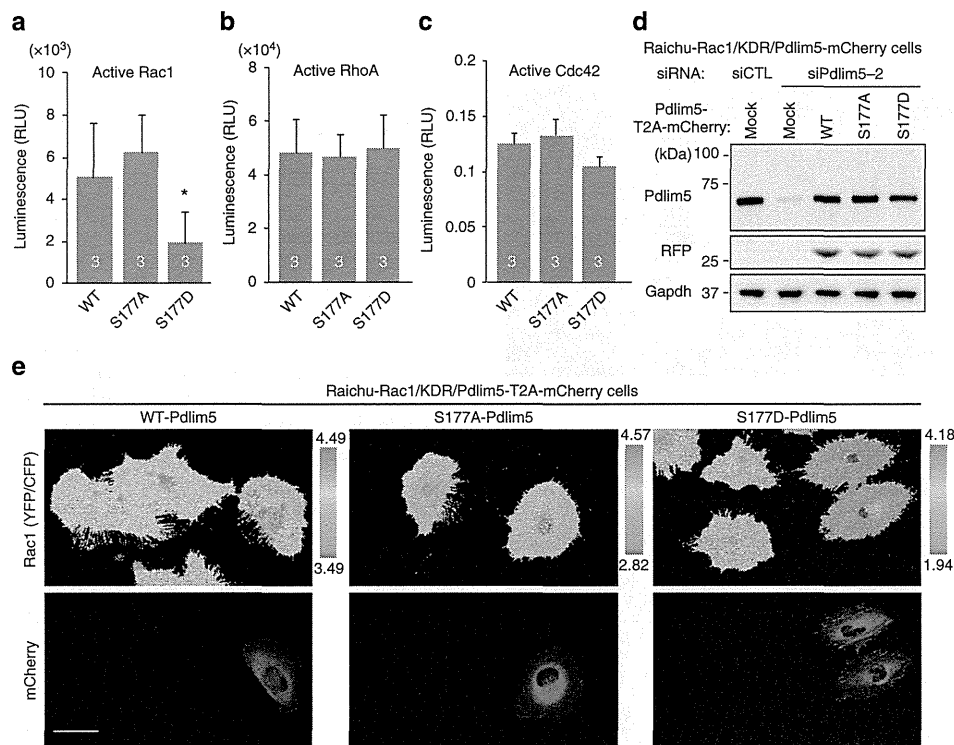 a
(×10³)
Active Rac1
Luminescence (RLU)
10
8
6
4
2
0
*
3
3
3
WT
S177A
S177D
b
(×10⁴)
Active RhoA
Luminescence (RLU)
8
6
4
2
0
3
3
3
WT
S177A
S177D
c
Active Cdc42
Luminescence (RLU)
0.2
0.15
0.1
0.05
0
3
3
3
WT
S177A
S177D
d
Raichu-Rac1/KDR/Pdlim5-mCherry cells
siRNA: siCTL siPdlim5–2
Pdlim5-
T2A-mCherry: Mock Mock WT S177A S177D
(kDa)
100
75
Pdlim5
RFP
25
Gapdh 37
e
Raichu-Rac1/KDR/Pdlim5-T2A-mCherry cells
WT-Pdlim5 S177A-Pdlim5 S177D-Pdlim5
Rac1 (YFP/CFP)
4.49
3.49
4.57
2.82
4.18
1.94
mCherry